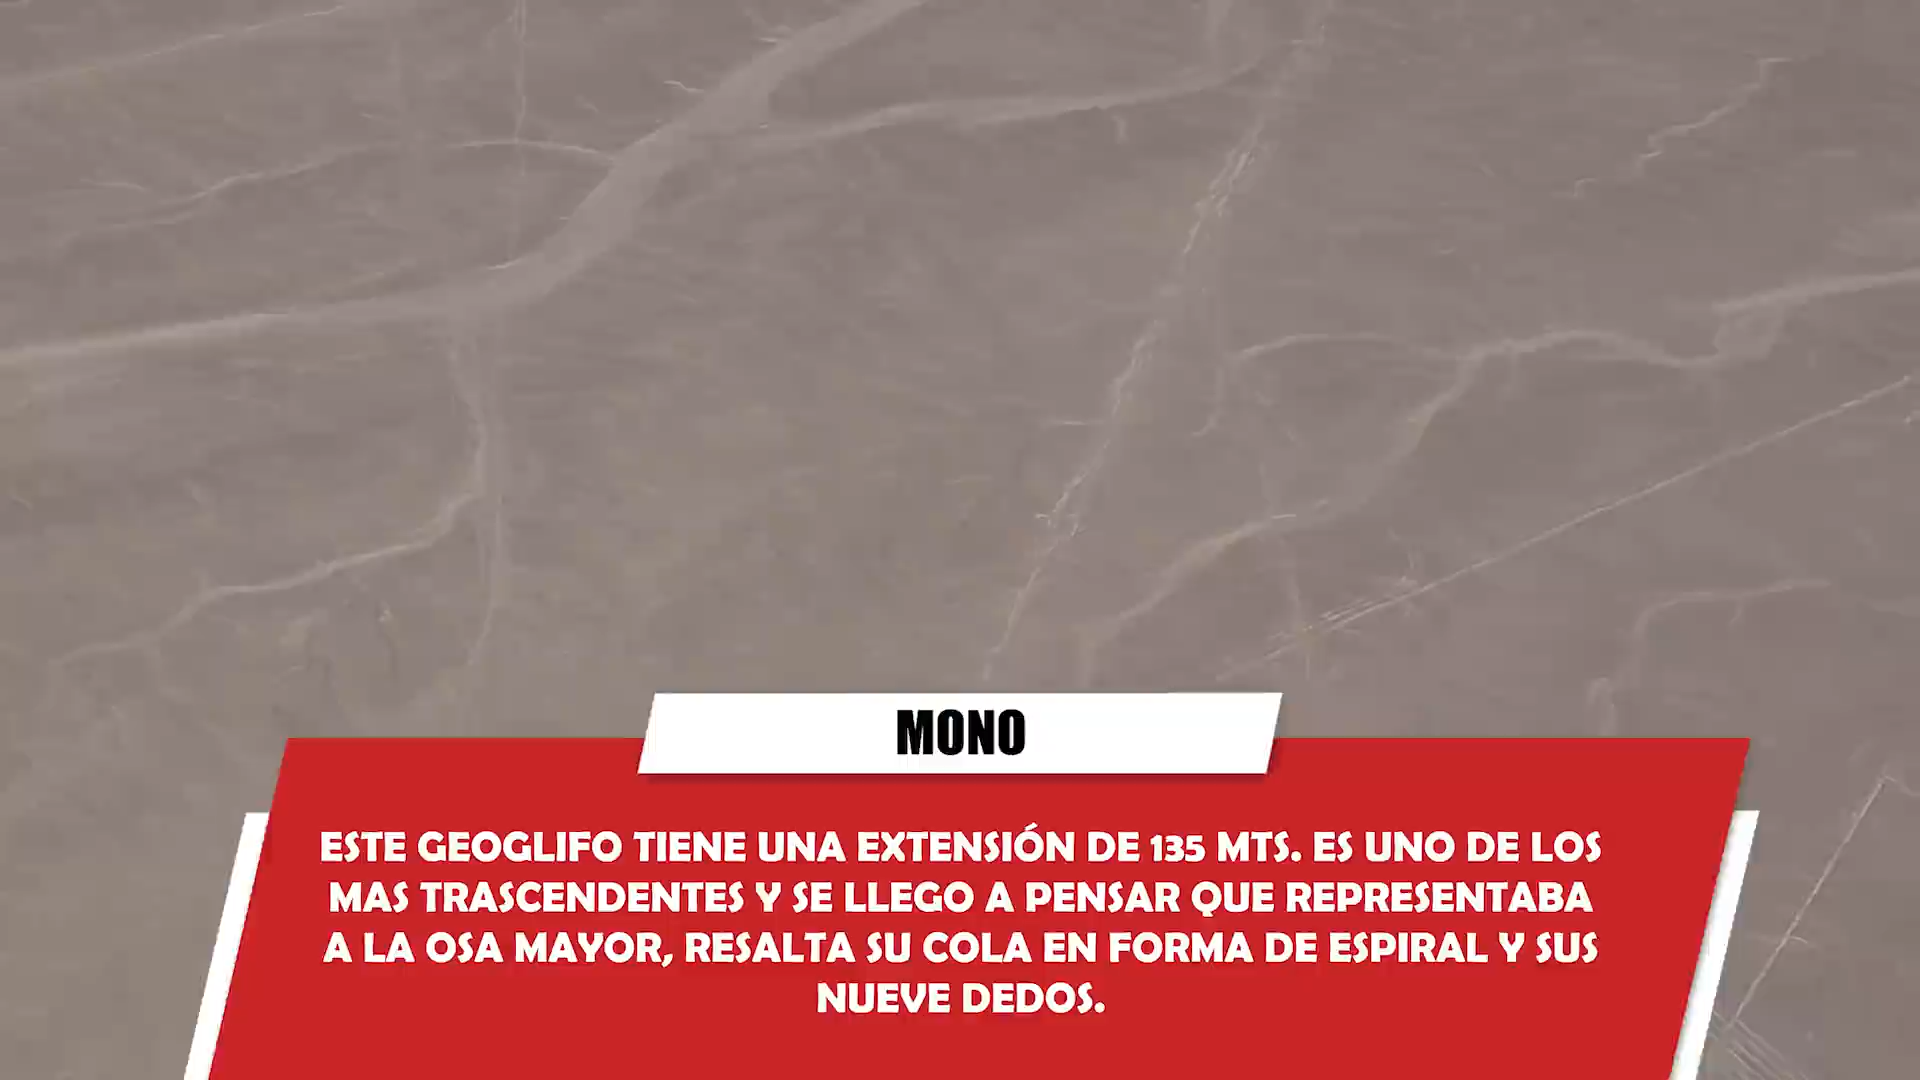 MONO
ESTE GEOGLIFO TIENE UNA EXTENSIÓN DE 135 MTS. ES UNO DE LOS
MAS TRASCENDENTES Y SE LLEGO A PENSAR QUE REPRESENTABA
A LA OSA MAYOR, RESALTA SU COLA EN FORMA DE ESPIRAL Y SUS
NUEVE DEDOS.